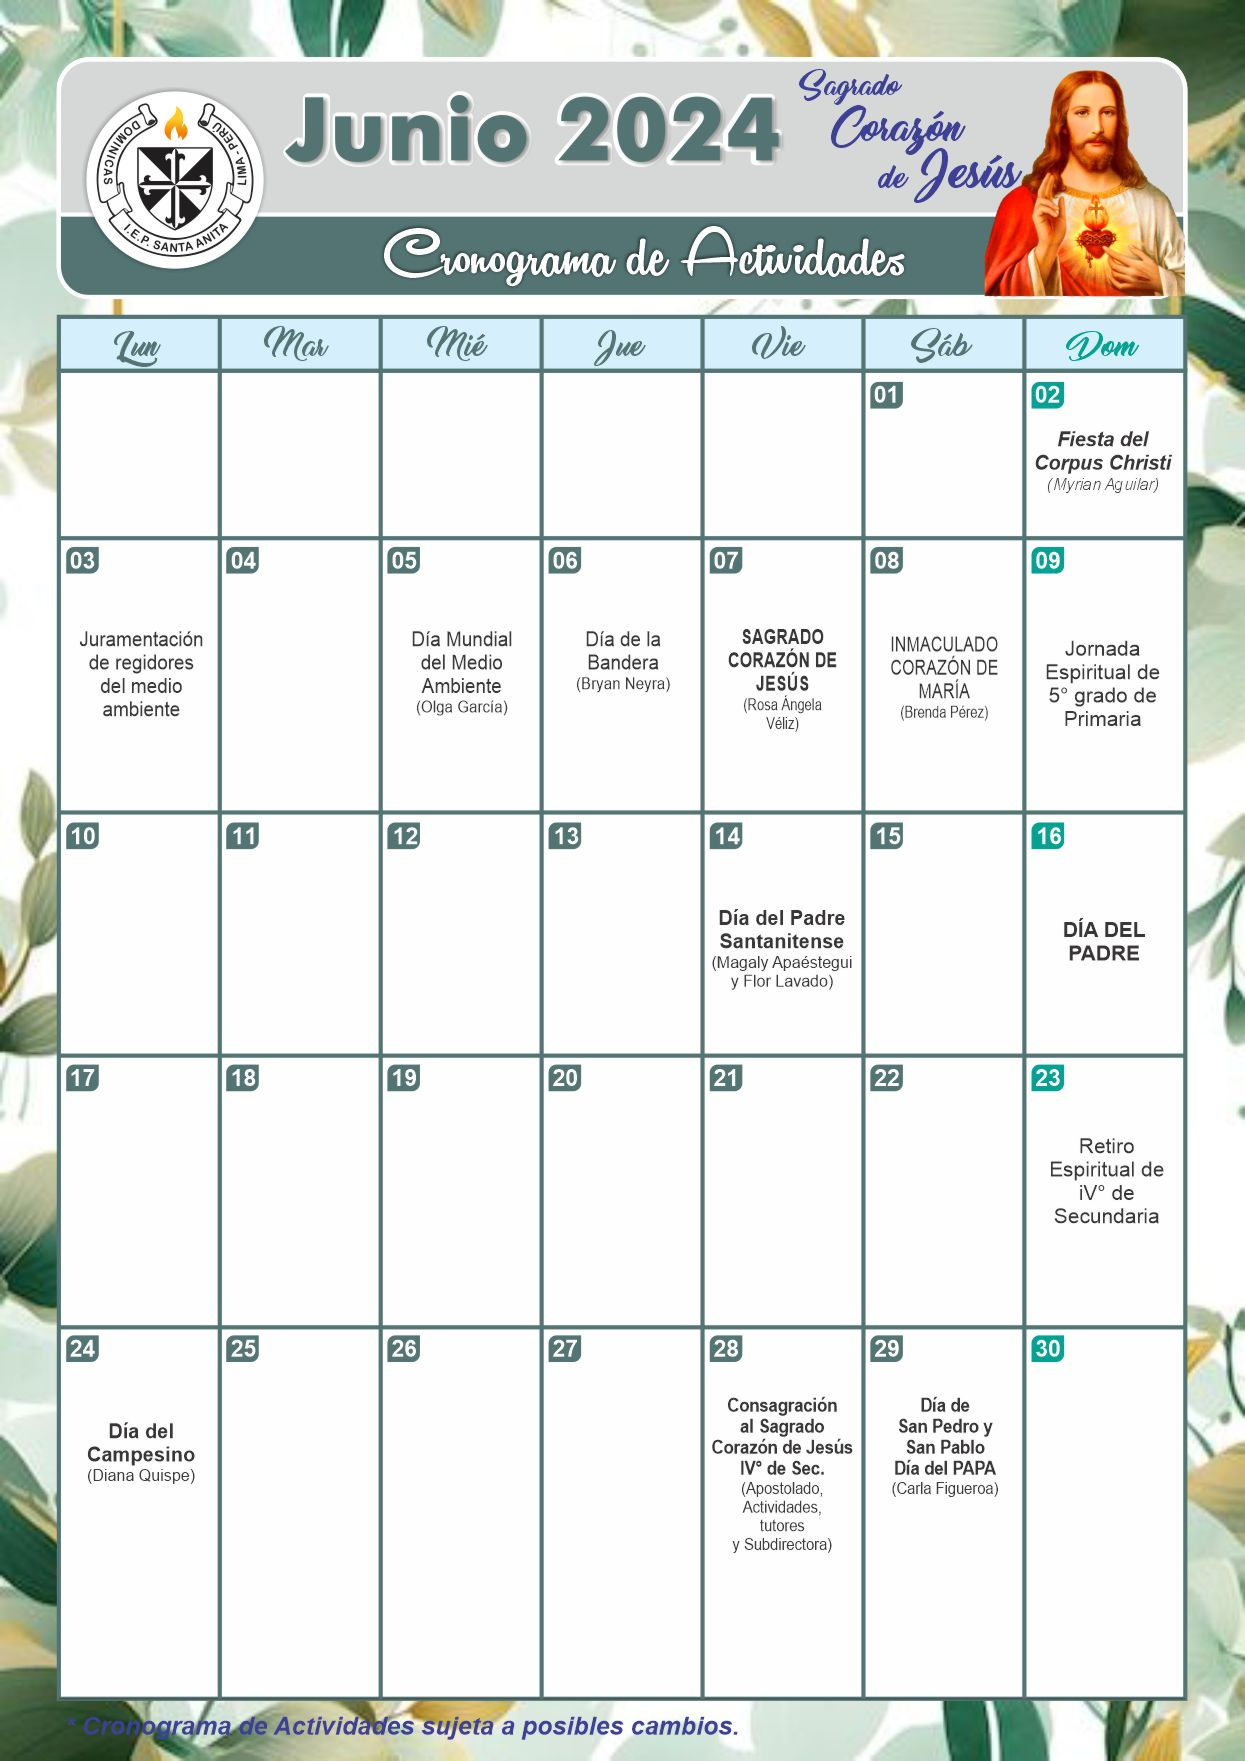 DOMINICAS
LIMA-PERU
I.E.P. SANTA ANITA
Junio 2024
Sagrado
Corazón
de Jesús
Cronograma de Actividades
Lun Mar Mié Jue Vie Sáb Dom
01
02
Fiesta del
Corpus Christi
(Myrian Aguilar)
03
Juramentación
de regidores
del medio
ambiente
04
05
Día Mundial
del Medio
Ambiente
(Olga García)
06
Día de la
Bandera
(Bryan Neyra)
07
SAGRADO
CORAZÓN DE
JESÚS
(Rosa Ángela
Véliz)
08
INMACULADO
CORAZÓN DE
MARÍA
(Brenda Pérez)
09
Jornada
Espiritual de
5° grado de
Primaria
10
11
12
13
14
Día del Padre
Santanitense
(Magaly Apaéstegui
y Flor Lavado)
15
16
DÍA DEL
PADRE
17
18
19
20
21
22
23
Retiro
Espiritual de
iV° de
Secundaria
24
Día del
Campesino
(Diana Quispe)
25
26
27
28
Consagración
al Sagrado
Corazón de Jesús
IV° de Sec.
(Apostolado,
Actividades,
tutores
y Subdirectora)
29
Día de
San Pedro y
San Pablo
Día del PAPA
(Carla Figueroa)
30
* Cronograma de Actividades sujeta a posibles cambios.